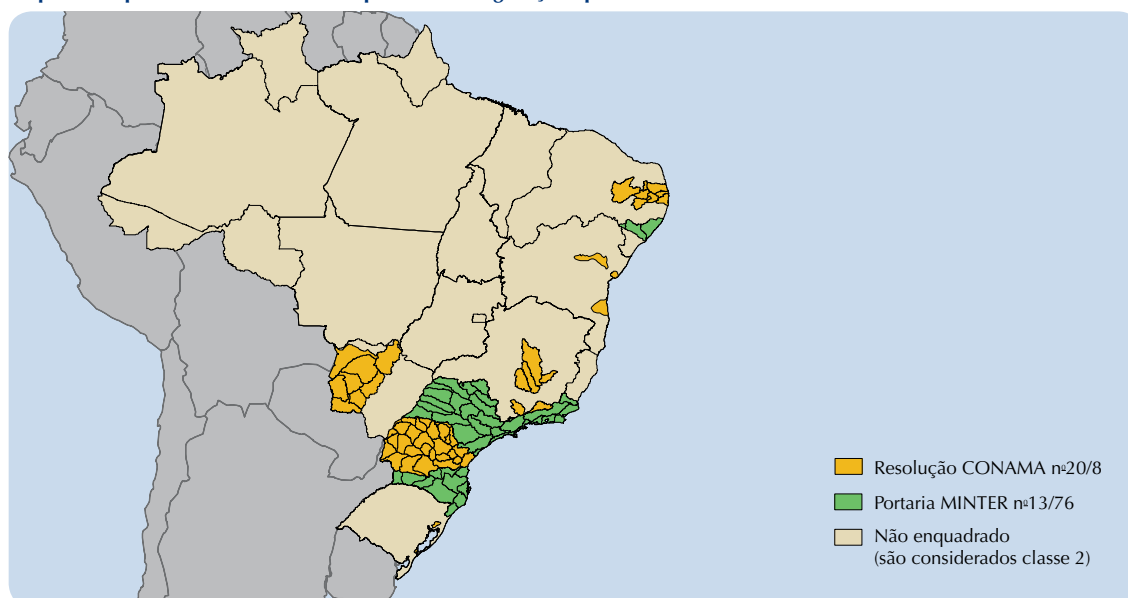 Resolução CONAMA nº20/8
Portaria MINTER nº13/76
Não enquadrado
(são considerados classe 2)